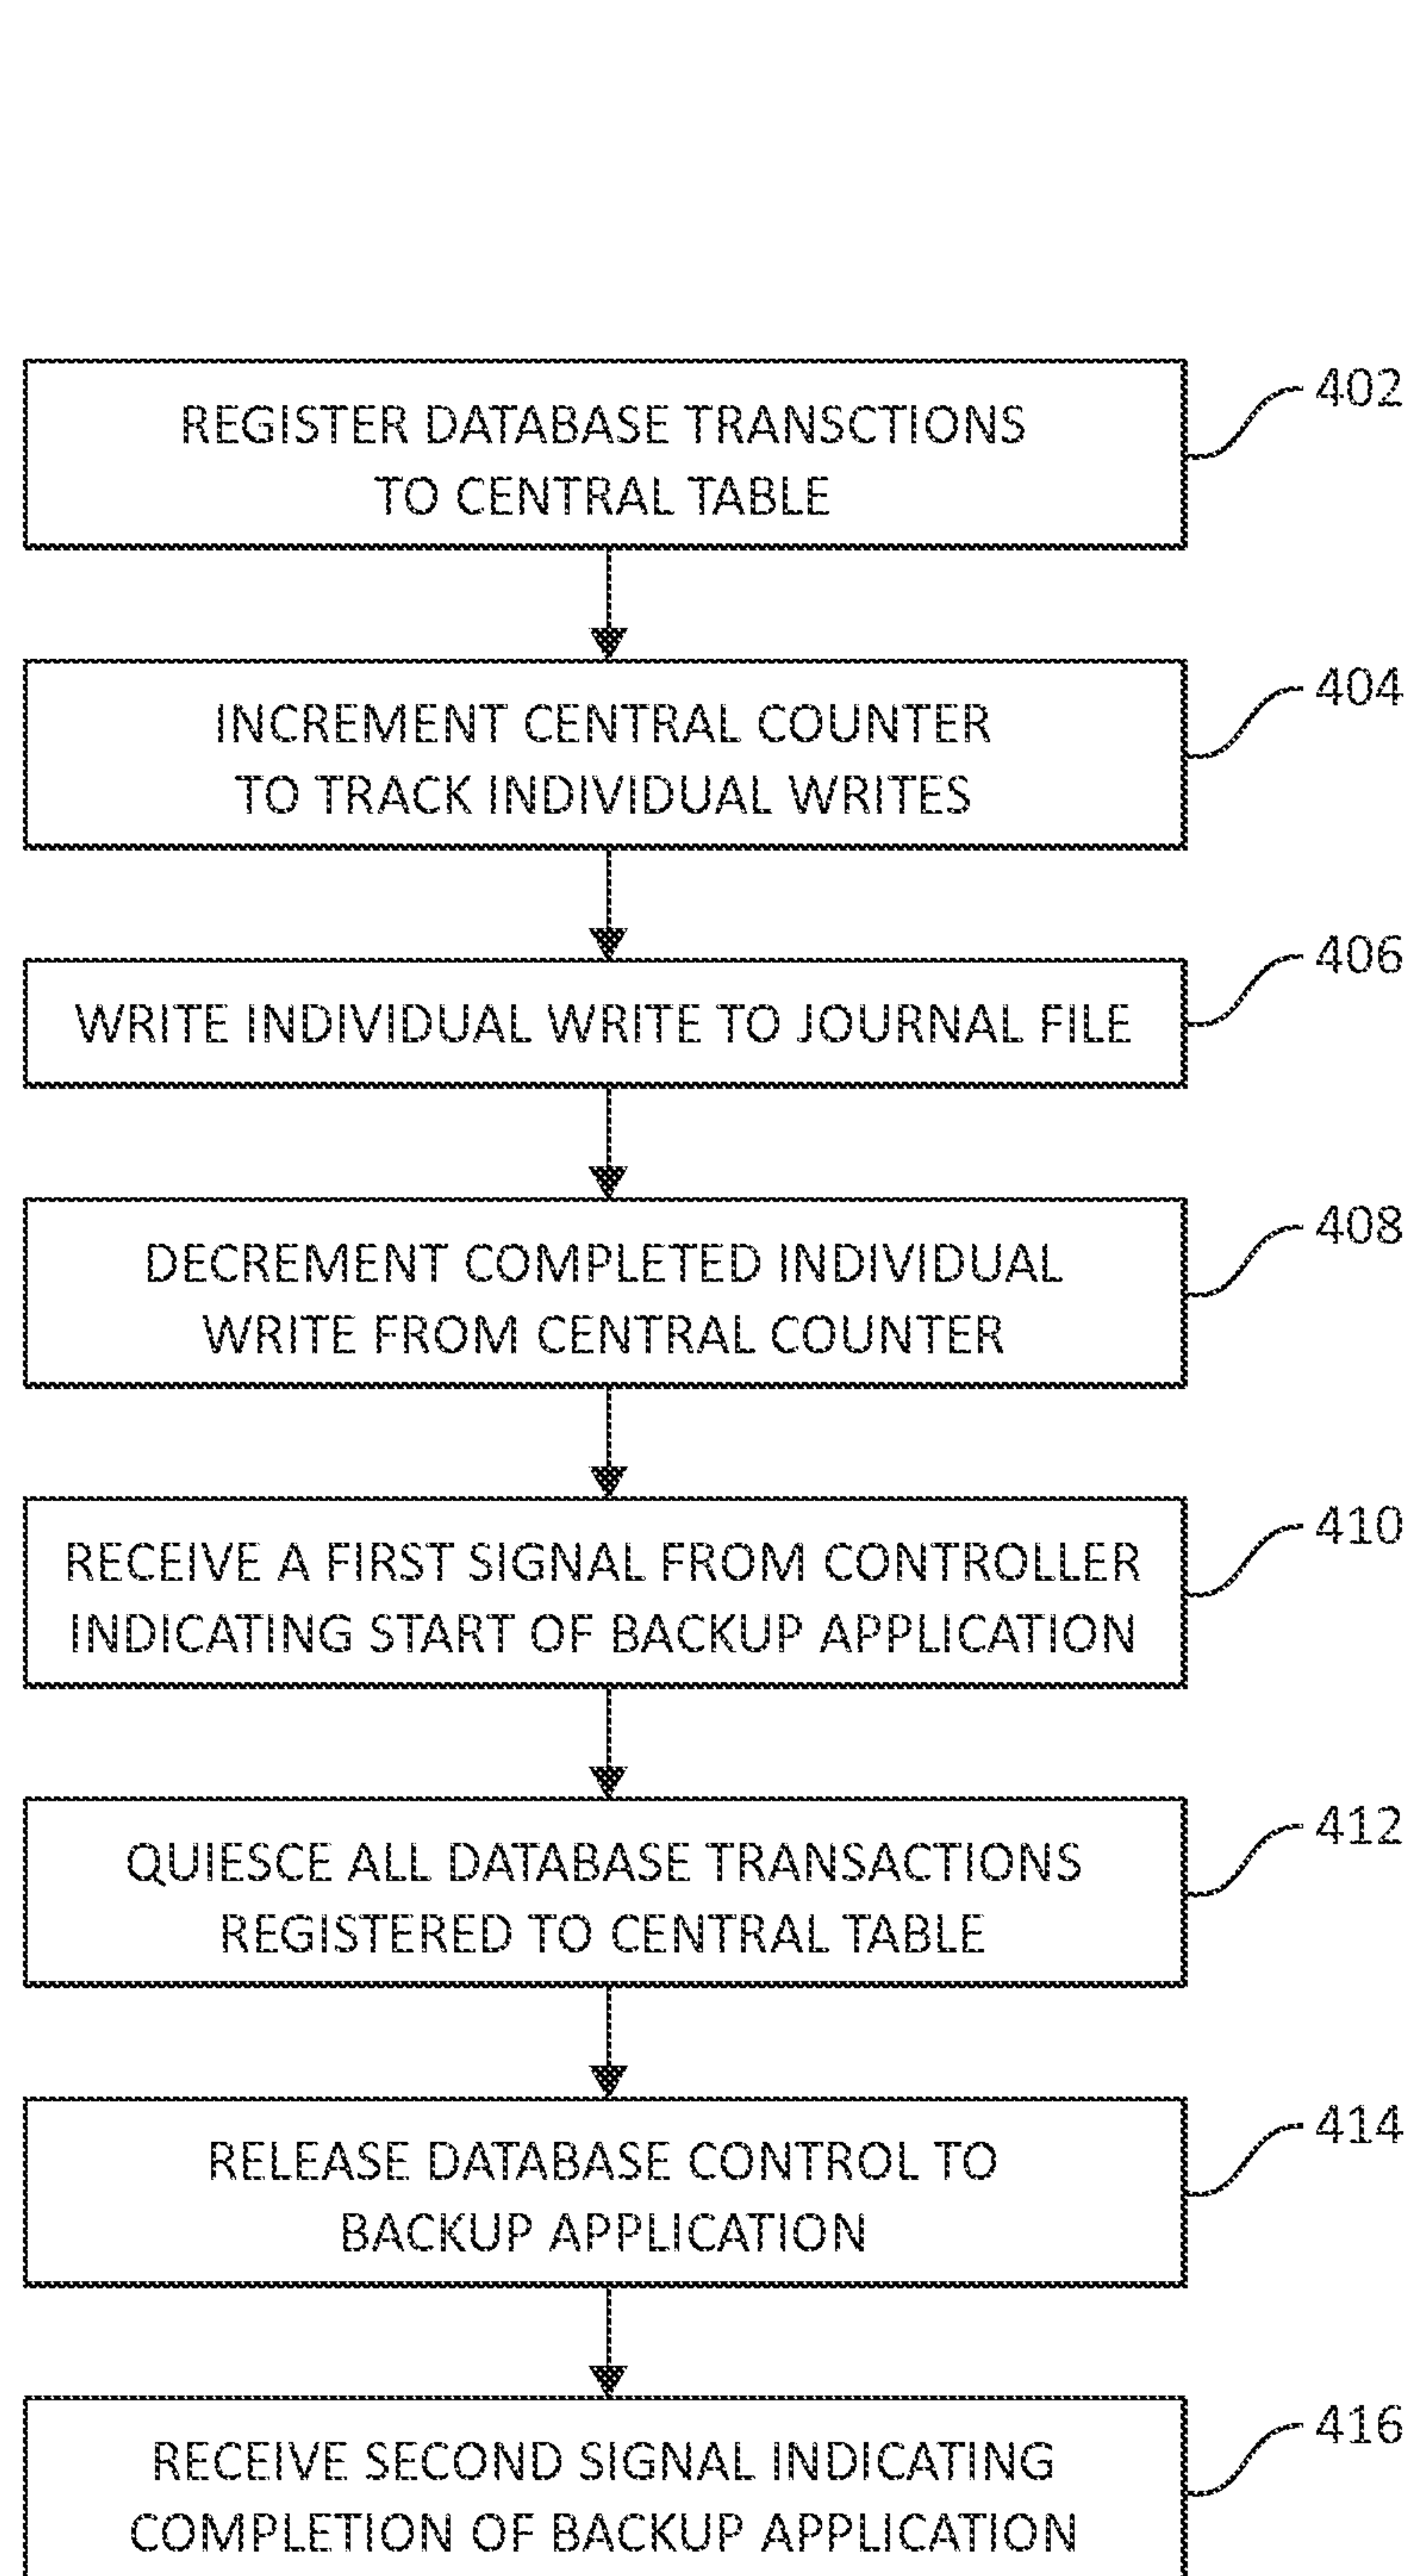 REGISTER DATABASE TRANSCTIONS
TO CENTRAL TABLE
402
INCREMENT CENTRAL COUNTER
TO TRACK INDIVIDUAL WRITES
404
WRITE INDIVIDUAL WRITE TO JOURNAL FILE
406
DECREMENT COMPLETED INDIVIDUAL
WRITE FROM CENTRAL COUNTER
408
RECEIVE A FIRST SIGNAL FROM CONTROLLER
INDICATING START OF BACKUP APPLICATION
410
QUIESCE ALL DATABASE TRANSACTIONS
REGISTERED TO CENTRAL TABLE
412
RELEASE DATABASE CONTROL TO
BACKUP APPLICATION
414
RECEIVE SECOND SIGNAL INDICATING
COMPLETION OF BACKUP APPLICATION
416